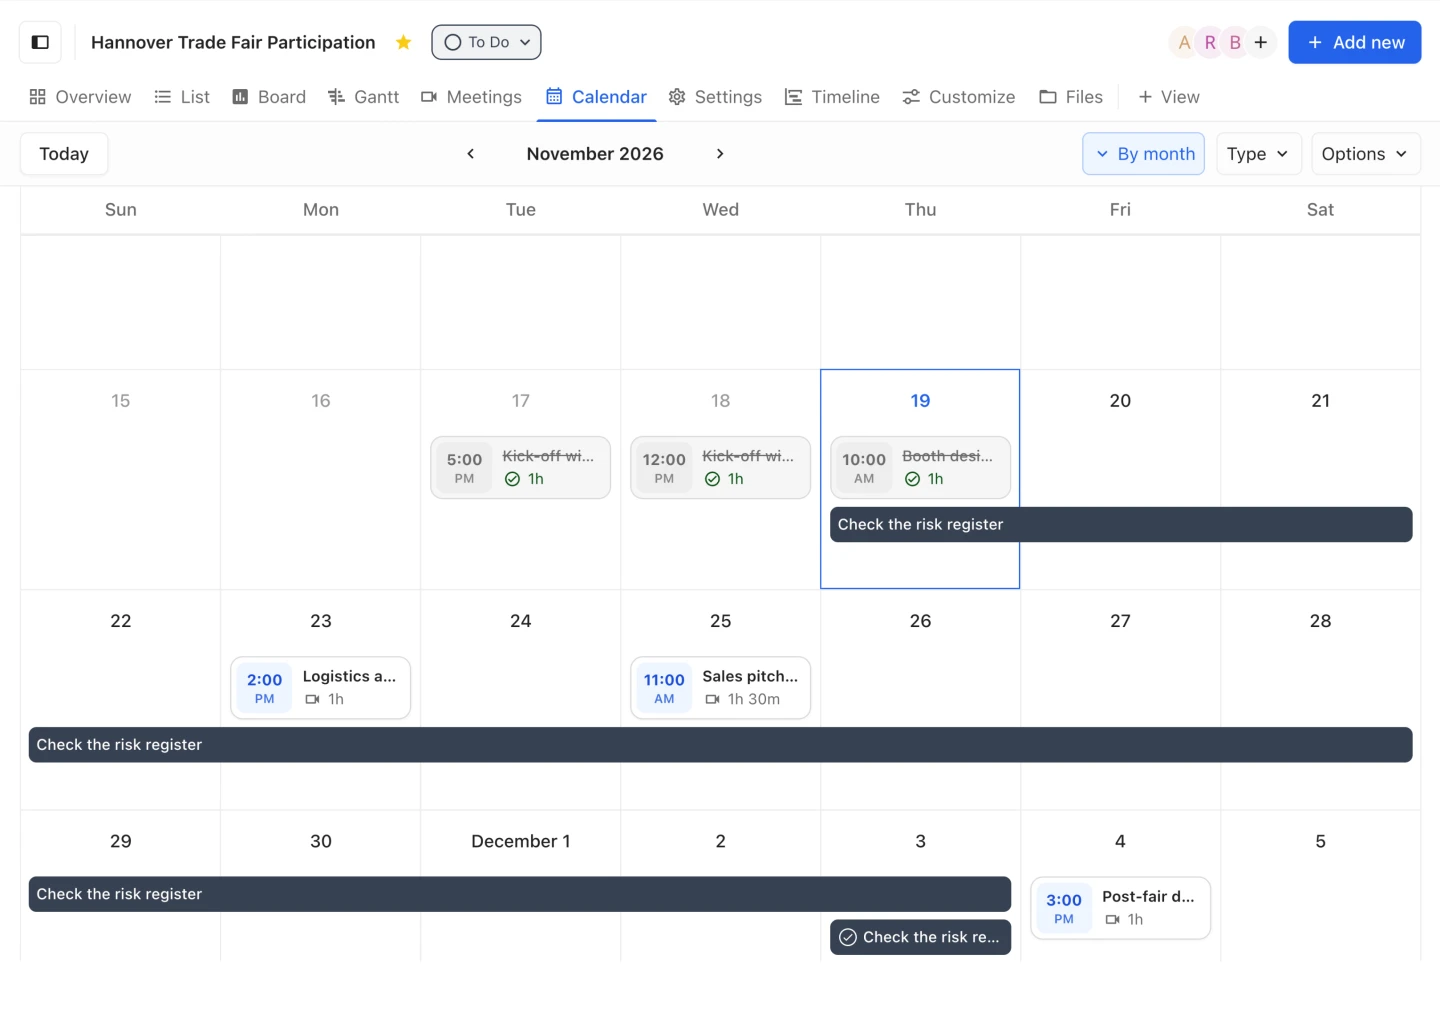 Hannover Trade Fair Participation
To Do
A R B
Add new
Overview List Board Gantt Meetings Calendar Settings Timeline Customize Files View
Today
November 2026
By month Type Options
Sun Mon Tue Wed Thu Fri Sat
15 16 17 18 19 20 21
5:00 PM Kick-off wi... 1h
12:00 PM Kick-off wi... 1h
10:00 AM Booth desi... 1h
Check the risk register
22 23 24 25 26 27 28
2:00 PM Logistics a... 1h
11:00 AM Sales pitch... 1h 30m
Check the risk register
29 30 December 1 2 3 4 5
Check the risk register
3:00 PM Post-fair d... 1h
Check the risk re...